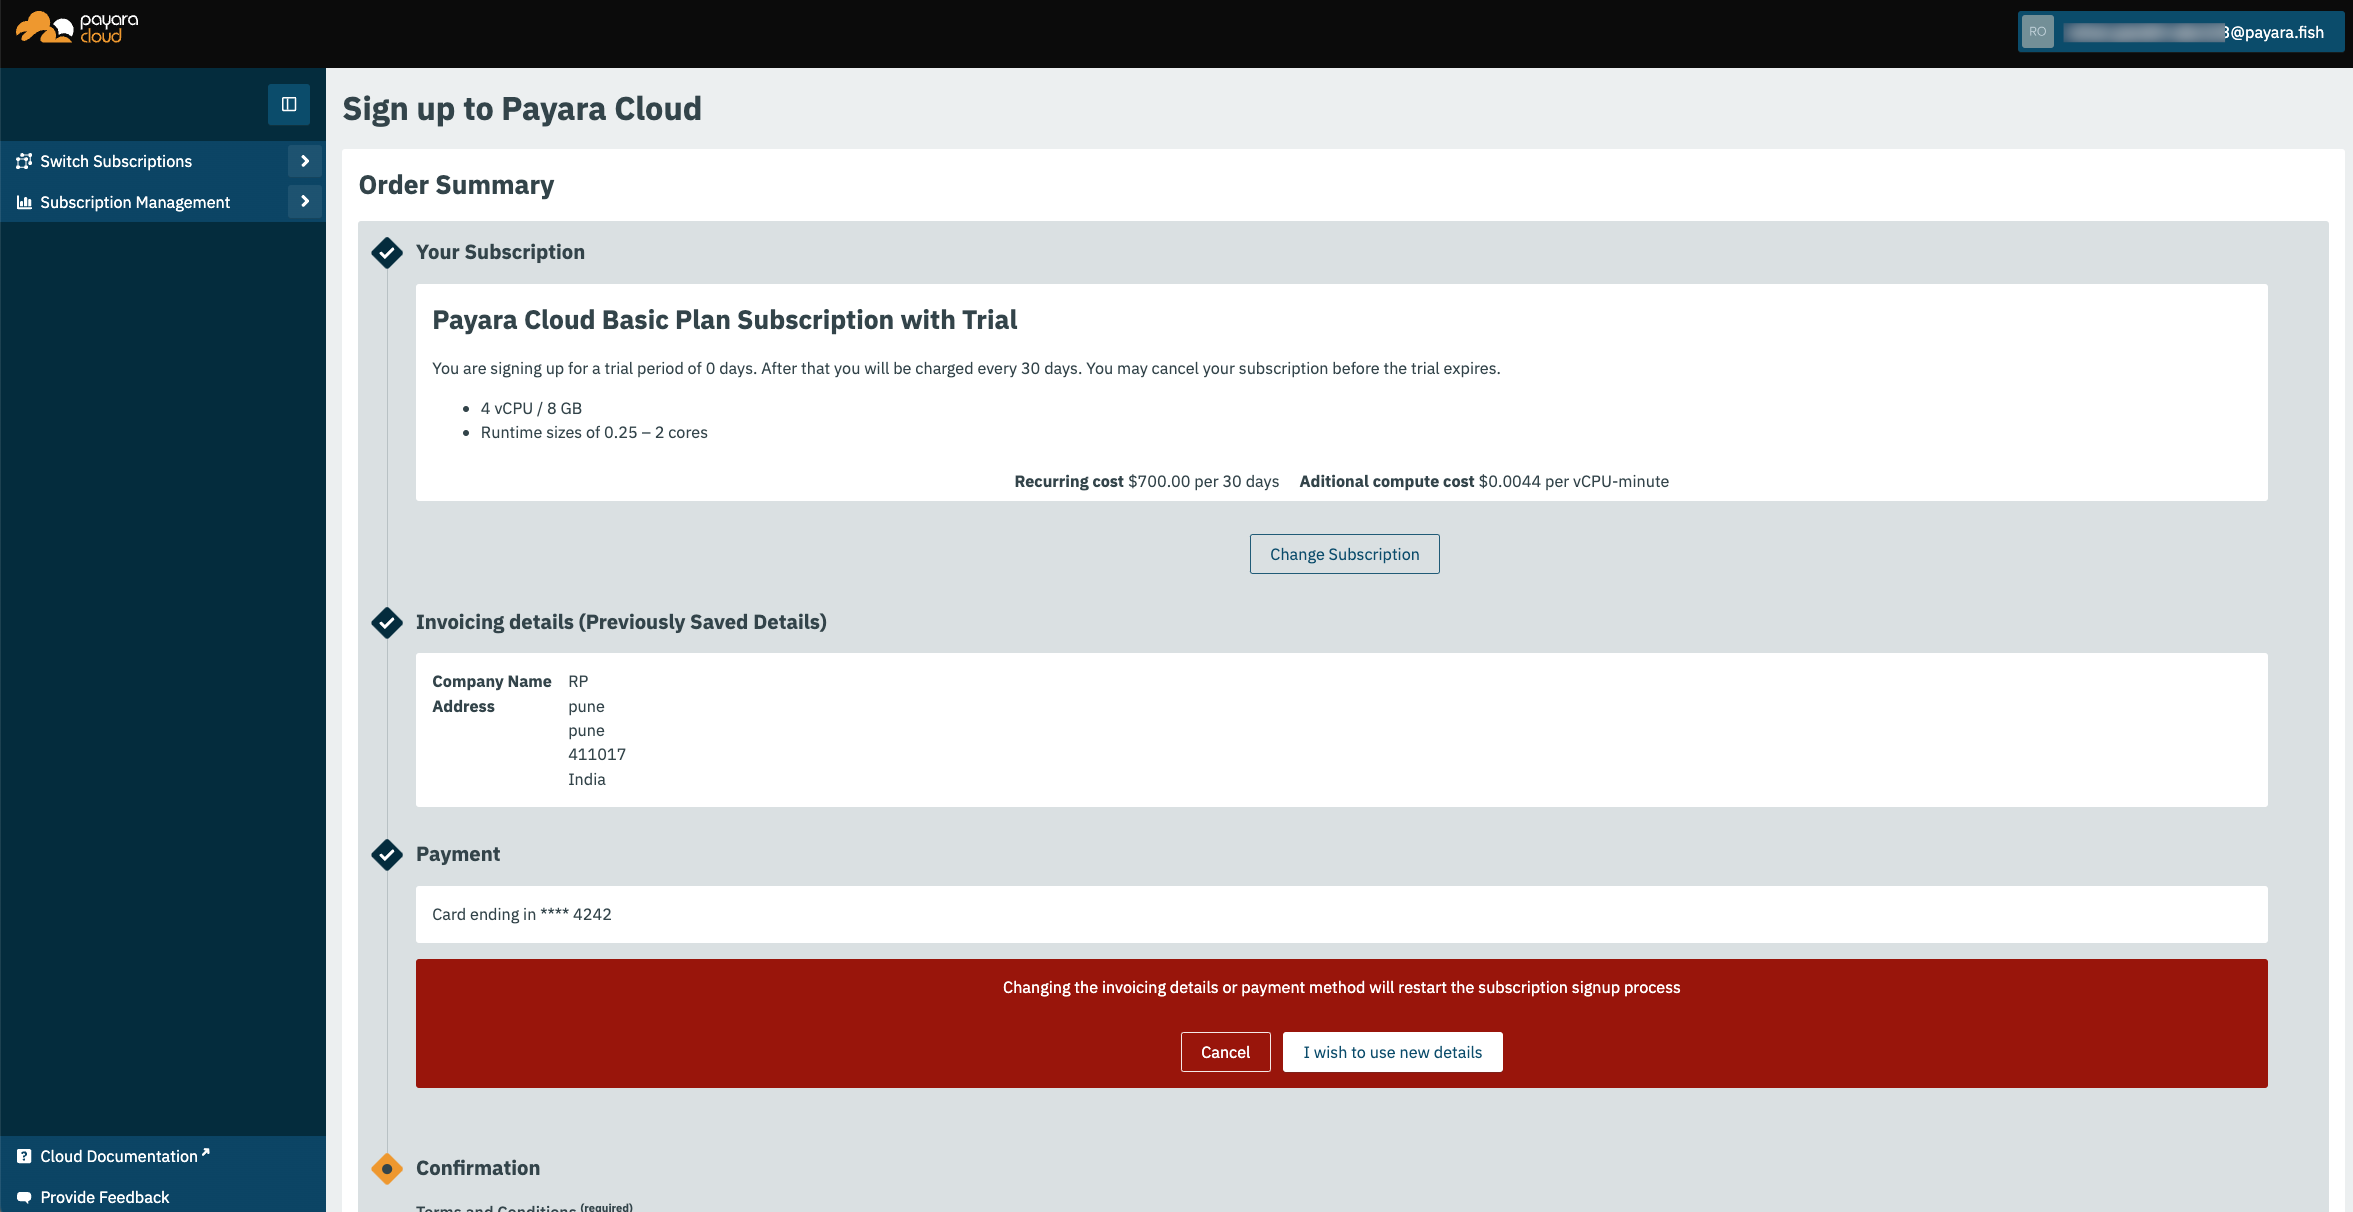 payara
cloud
RO
3@payara.fish
Switch Subscriptions
Subscription Management
Sign up to Payara Cloud
Order Summary
Your Subscription
Payara Cloud Basic Plan Subscription with Trial
You are signing up for a trial period of 0 days. After that you will be charged every 30 days. You may cancel your subscription before the trial expires.
• 4 vCPU / 8 GB
• Runtime sizes of 0.25 – 2 cores
Recurring cost $700.00 per 30 days Aditional compute cost $0.0044 per vCPU-minute
Change Subscription
Invoicing details (Previously Saved Details)
Company Name RP
Address pune
pune
411017
India
Payment
Card ending in **** 4242
Changing the invoicing details or payment method will restart the subscription signup process
Cancel I wish to use new details
Confirmation
Terms and Conditions (required)
Cloud Documentation
Provide Feedback